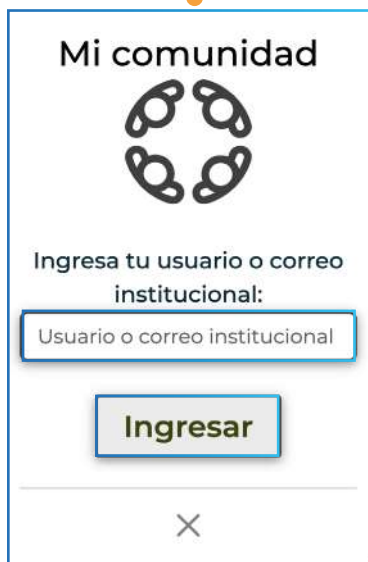 Mi comunidad
Ingresa tu usuario o correo
institucional:
Usuario o correo institucional
Ingresar